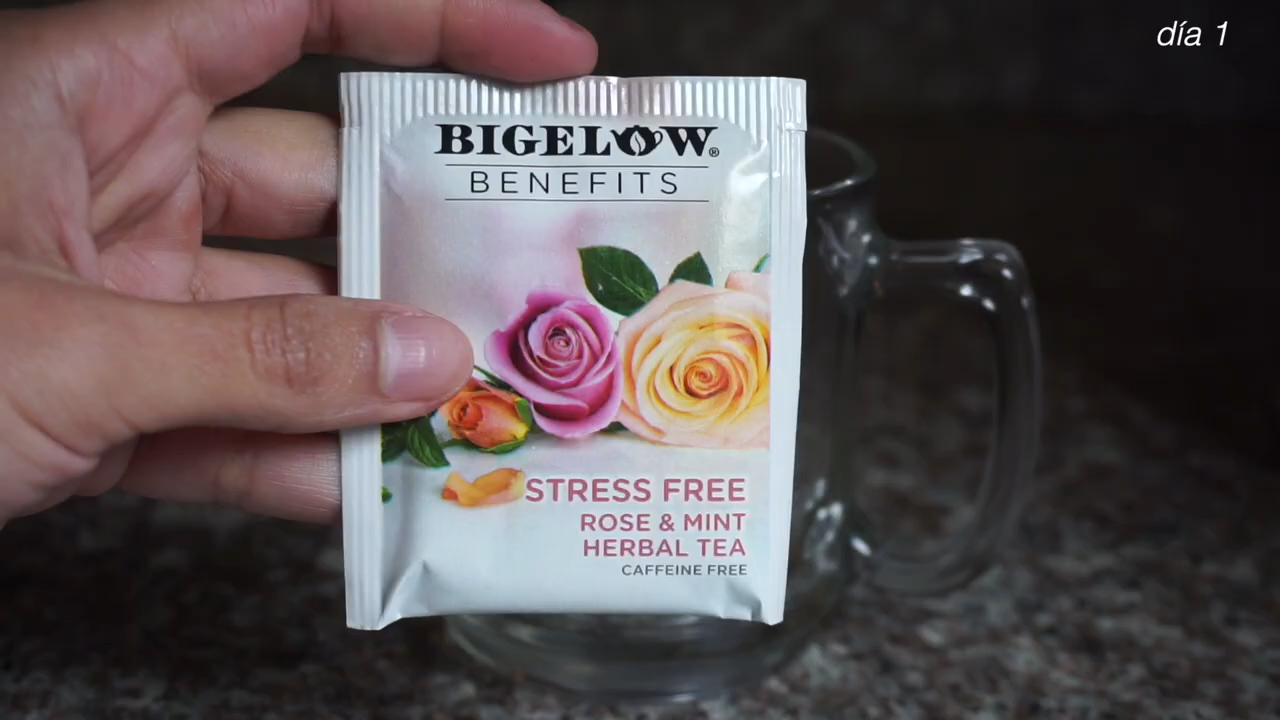 día 1
BIGELOW®
BENEFITS
STRESS FREE
ROSE & MINT
HERBAL TEA
CAFFEINE FREE